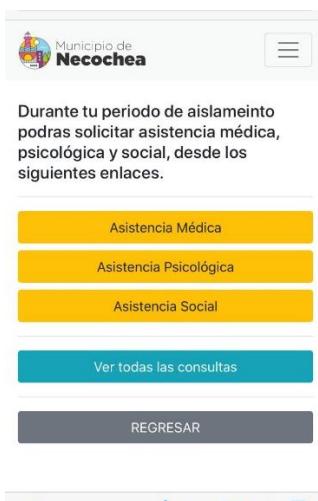 Municipio de
Necochea
Durante tu periodo de aislameinto
podras solicitar asistencia médica,
psicológica y social, desde los
siguientes enlaces.
Asistencia Médica
Asistencia Psicológica
Asistencia Social
Ver todas las consultas
REGRESAR